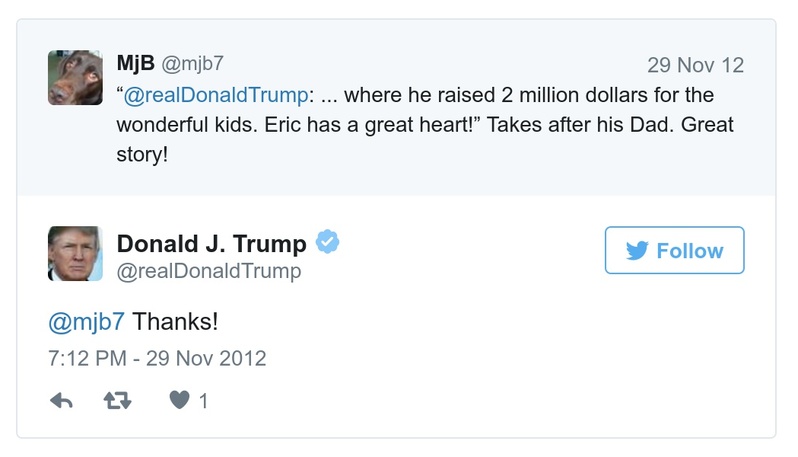 MjB @mjb7 29 Nov 12
“@realDonaldTrump: ... where he raised 2 million dollars for the
wonderful kids. Eric has a great heart!” Takes after his Dad. Great
story!
Donald J. Trump
Follow
@realDonaldTrump
@mjb7 Thanks!
7:12 PM - 29 Nov 2012
1